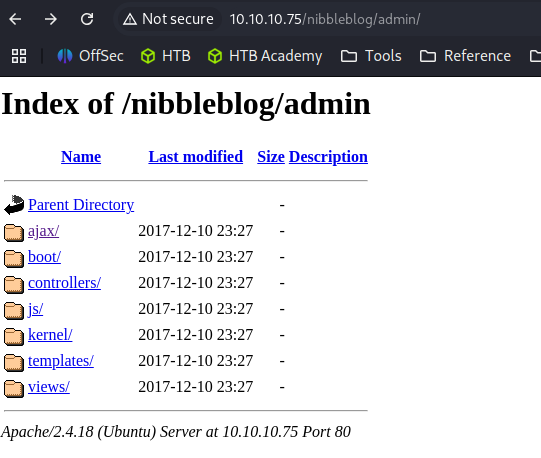 Not secure 10.10.10.75/nibbleblog/admin/
OffSec HTB HTB Academy Tools Reference
Index of /nibbleblog/admin
Name Last modified Size Description
Parent Directory -
ajax/ 2017-12-10 23:27 -
boot/ 2017-12-10 23:27 -
controllers/ 2017-12-10 23:27 -
js/ 2017-12-10 23:27 -
kernel/ 2017-12-10 23:27 -
templates/ 2017-12-10 23:27 -
views/ 2017-12-10 23:27 -
Apache/2.4.18 (Ubuntu) Server at 10.10.10.75 Port 80